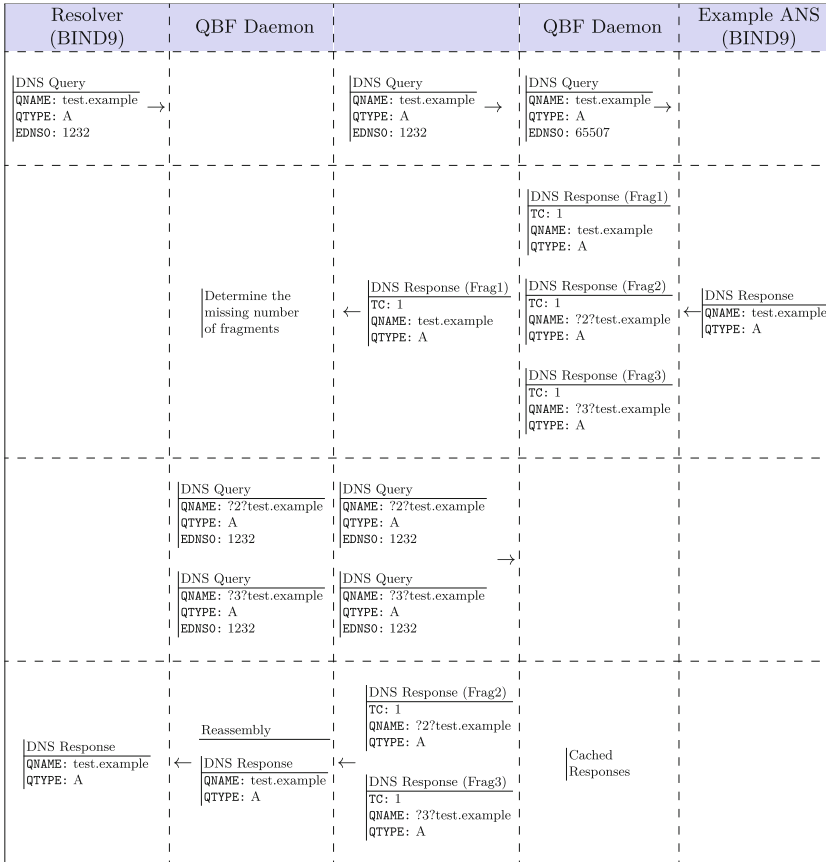 Resolver
(BIND9)
QBF Daemon
QBF Daemon
Example ANS
(BIND9)
DNS Query
QNAME: test.example
QTYPE: A
EDNS0: 1232
→
DNS Query
QNAME: test.example
QTYPE: A
EDNS0: 1232
→
DNS Query
QNAME: test.example
QTYPE: A
EDNS0: 65507
→
Determine the
missing number
of fragments
←
DNS Response (Frag1)
TC: 1
QNAME: test.example
QTYPE: A
DNS Response (Frag1)
TC: 1
QNAME: test.example
QTYPE: A
DNS Response (Frag2)
TC: 1
QNAME: ?2?test.example
QTYPE: A
DNS Response (Frag3)
TC: 1
QNAME: ?3?test.example
QTYPE: A
←
DNS Response
QNAME: test.example
QTYPE: A
DNS Query
QNAME: ?2?test.example
QTYPE: A
EDNS0: 1232
DNS Query
QNAME: ?3?test.example
QTYPE: A
EDNS0: 1232
DNS Query
QNAME: ?2?test.example
QTYPE: A
EDNS0: 1232
DNS Query
QNAME: ?3?test.example
QTYPE: A
EDNS0: 1232
→
DNS Response
QNAME: test.example
QTYPE: A
←
Reassembly
DNS Response
QNAME: test.example
QTYPE: A
←
DNS Response (Frag2)
TC: 1
QNAME: ?2?test.example
QTYPE: A
DNS Response (Frag3)
TC: 1
QNAME: ?3?test.example
QTYPE: A
Cached
Responses